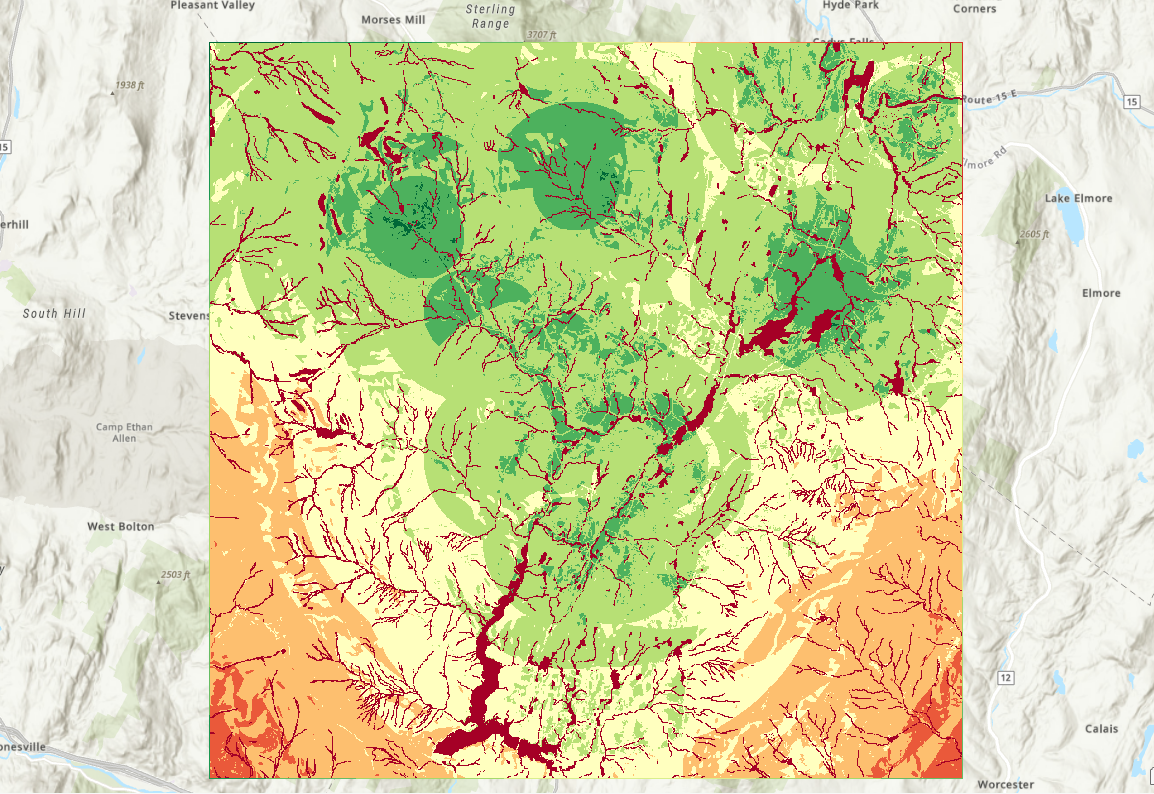 Pleasant Valley
Morses Mill
Sterling
Range
3707 ft
Hyde Park
Corners
Cadys Falls
1938 ft
15
Route 15 E
15
lmore Rd
Lake Elmore
erhill
2605 ft
Elmore
South Hill
Stevens
Camp Ethan
Allen
West Bolton
2503 ft
y
12
Calais
onesville
Worcester